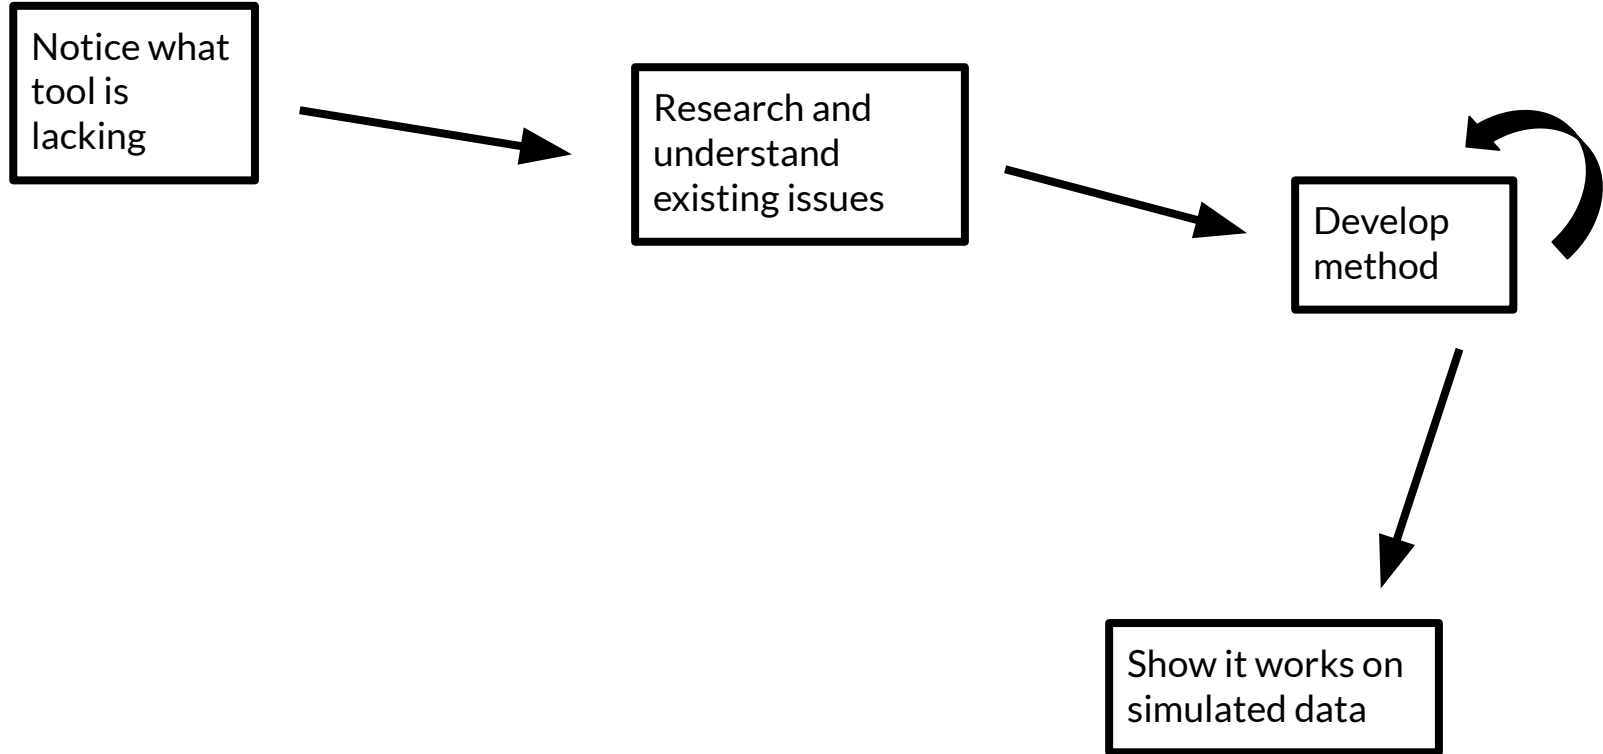 Notice what
tool is
lacking
Research and
understand
existing issues
Develop
method
Show it works on
simulated data